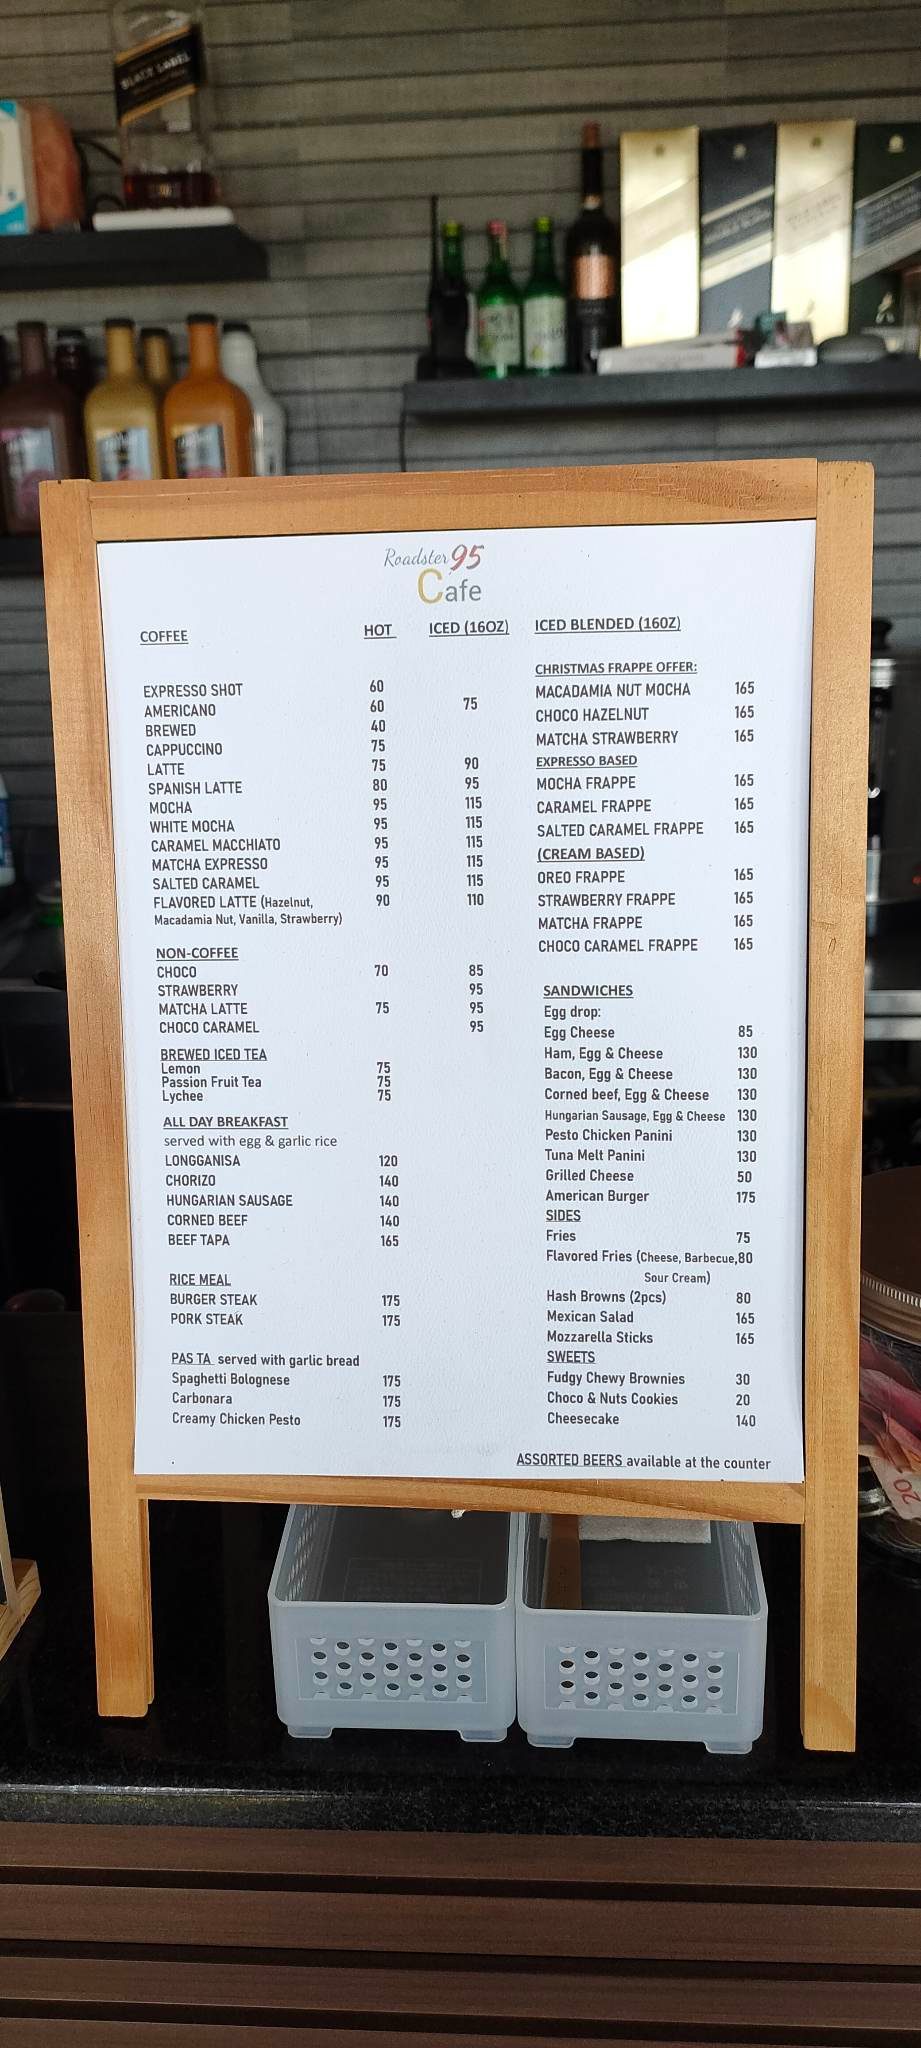 BLACK LABEL
Roadster 95
Cafe
COFFEE HOT ICED (16OZ)
EXPRESSO SHOT 60
AMERICANO 60 75
BREWED 40
CAPPUCCINO 75
LATTE 75 90
SPANISH LATTE 80 95
MOCHA 95 115
WHITE MOCHA 95 115
CARAMEL MACCHIATO 95 115
MATCHA EXPRESSO 95 115
SALTED CARAMEL 95 115
FLAVORED LATTE (Hazelnut, 90 110
Macadamia Nut, Vanilla, Strawberry)
NON-COFFEE
CHOCO 70 85
STRAWBERRY 95
MATCHA LATTE 75 95
CHOCO CARAMEL 95
BREWED ICED TEA
Lemon 75
Passion Fruit Tea 75
Lychee 75
ALL DAY BREAKFAST
served with egg & garlic rice
LONGGANISA 120
CHORIZO 140
HUNGARIAN SAUSAGE 140
CORNED BEEF 140
BEEF TAPA 165
RICE MEAL
BURGER STEAK 175
PORK STEAK 175
PAS TA served with garlic bread
Spaghetti Bolognese 175
Carbonara 175
Creamy Chicken Pesto 175
ICED BLENDED (16OZ)
CHRISTMAS FRAPPE OFFER:
MACADAMIA NUT MOCHA 165
CHOCO HAZELNUT 165
MATCHA STRAWBERRY 165
EXPRESSO BASED
MOCHA FRAPPE 165
CARAMEL FRAPPE 165
SALTED CARAMEL FRAPPE 165
(CREAM BASED)
OREO FRAPPE 165
STRAWBERRY FRAPPE 165
MATCHA FRAPPE 165
CHOCO CARAMEL FRAPPE 165
SANDWICHES
Egg drop:
Egg Cheese 85
Ham, Egg & Cheese 130
Bacon, Egg & Cheese 130
Corned beef, Egg & Cheese 130
Hungarian Sausage, Egg & Cheese 130
Pesto Chicken Panini 130
Tuna Melt Panini 130
Grilled Cheese 50
American Burger 175
SIDES
Fries 75
Flavored Fries (Cheese, Barbecue, 80
Sour Cream)
Hash Browns (2pcs) 80
Mexican Salad 165
Mozzarella Sticks 165
SWEETS
Fudgy Chewy Brownies 30
Choco & Nuts Cookies 20
Cheesecake 140
ASSORTED BEERS available at the counter
20